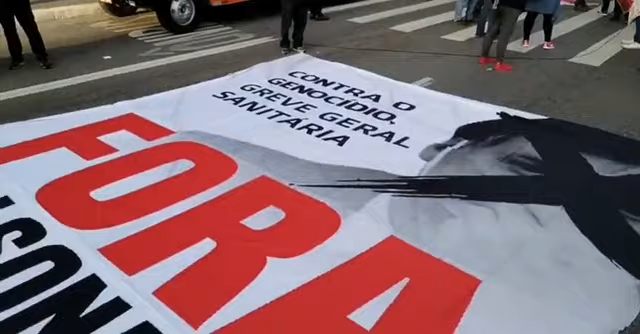 CONTRA O
GENOCÍDIO.
GREVE GERAL
SANITÁRIA
FORA